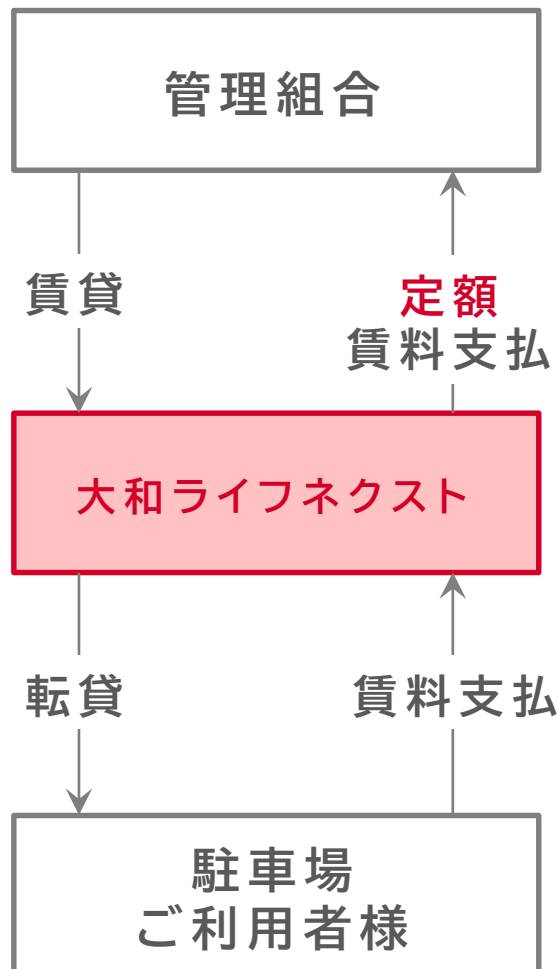 管理組合
賃貸
定額
賃料支払
大和ライフネクスト
転貸
賃料支払
駐車場
ご利用者様